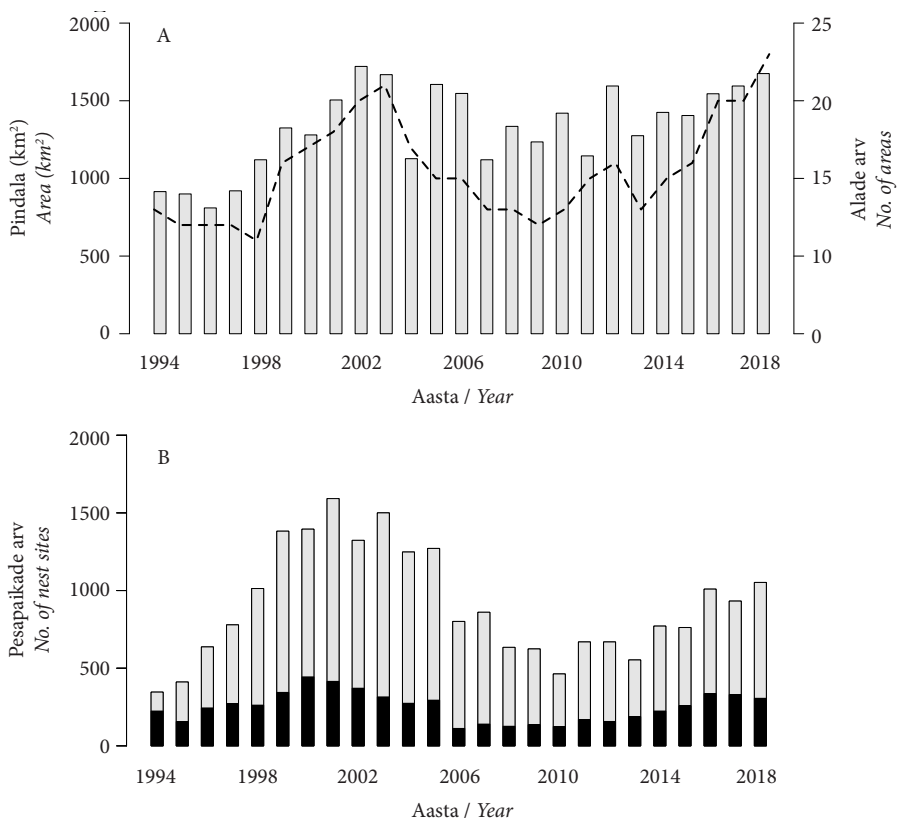 A
2000
1500
1000
500
0
Pindala (km²)
Area (km²)
25
20
15
10
0
Alade arv
No. of areas
1994 1998 2002 2006 2010 2014 2018
Aasta / Year
B
2000
1500
1000
500
0
Pesapaikade arv
No. of nest sites
1994 1998 2002 2006 2010 2014 2018
Aasta / Year